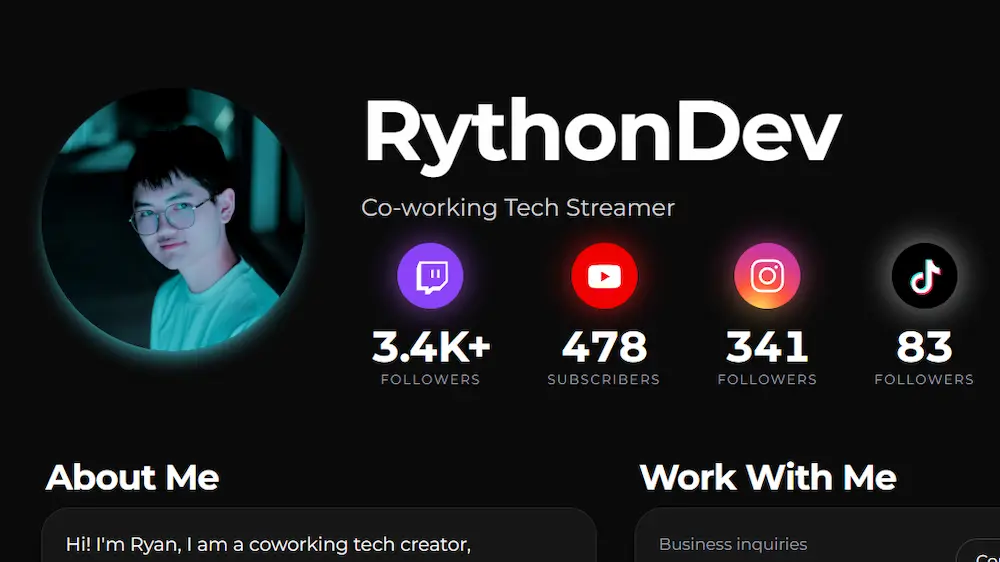 RythonDev
Co-working Tech Streamer
3.4K+ 478 341 83
FOLLOWERS SUBSCRIBERS FOLLOWERS FOLLOWERS
About Me
Hi! I'm Ryan, I am a coworking tech creator,
Work With Me
Business inquiries